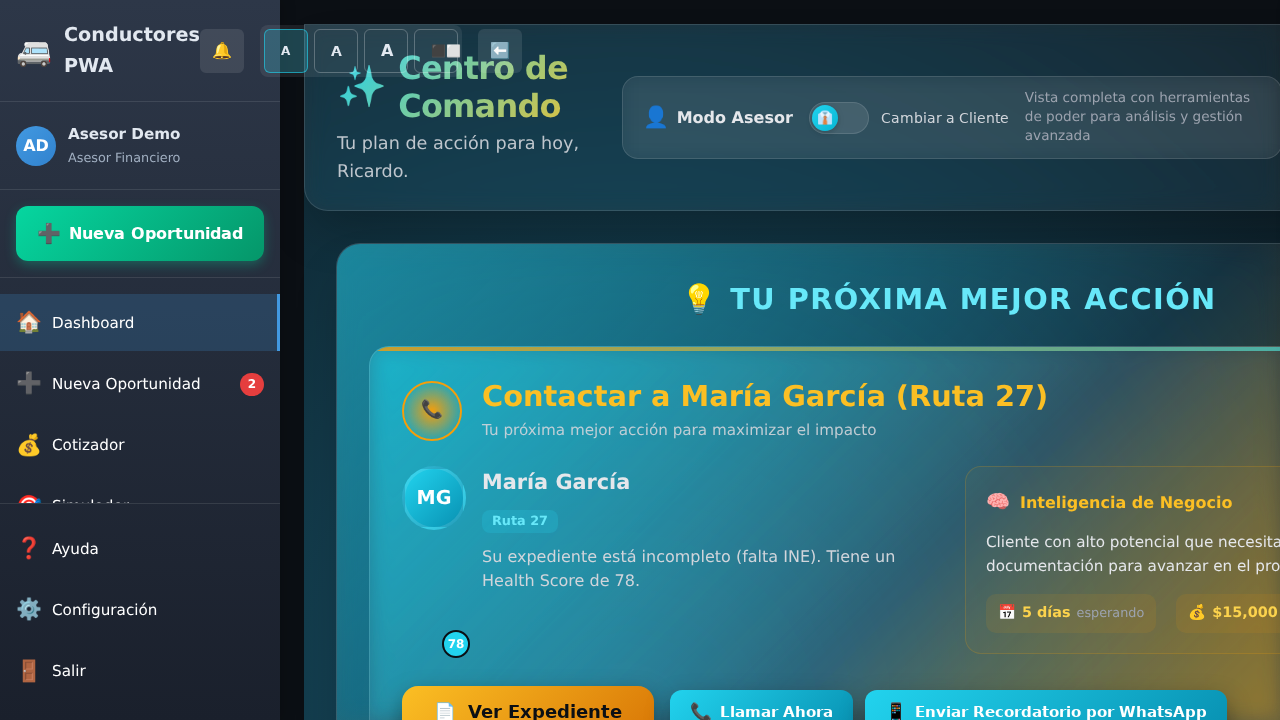 Conductores
PWA
AD
Asesor Demo
Asesor Financiero
Nueva Oportunidad
Dashboard
Nueva Oportunidad
2
Cotizador
Simulador
Ayuda
Configuración
Salir
A
A
A
Centro de
Comando
Tu plan de acción para hoy,
Ricardo.
Modo Asesor
Cambiar a Cliente
Vista completa con herramientas
de poder para análisis y gestión
avanzada
TU PRÓXIMA MEJOR ACCIÓN
Contactar a María García (Ruta 27)
Tu próxima mejor acción para maximizar el impacto
MG
María García
Ruta 27
Su expediente está incompleto (falta INE). Tiene un
Health Score de 78.
78
Inteligencia de Negocio
Cliente con alto potencial que necesita
documentación para avanzar en el pro
5 días esperando
$15,000
Ver Expediente
Llamar Ahora
Enviar Recordatorio por WhatsApp